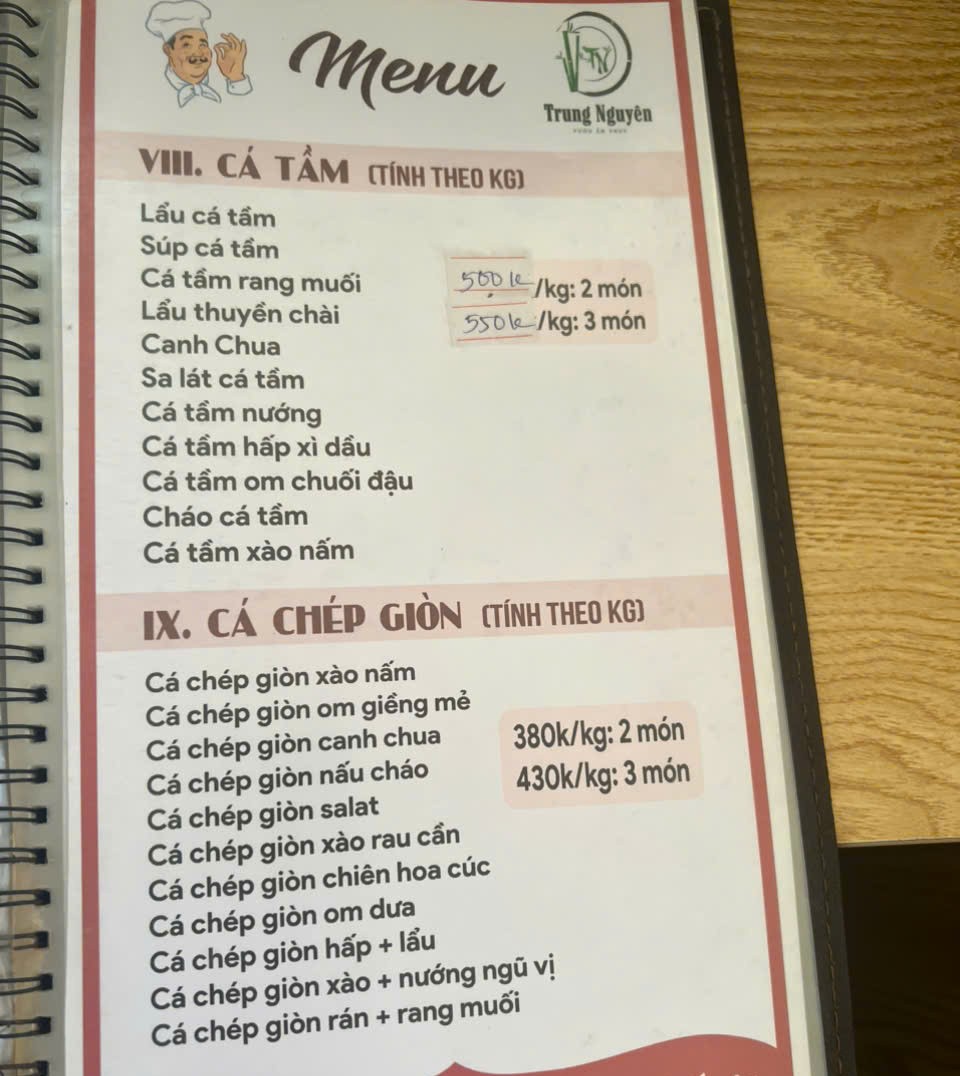 Menu
Trung Nguyên
VIII. CÁ TẦM (TÍNH THEO KG)
Lẩu cá tầm
Súp cá tầm
Cá tầm rang muối
Lẩu thuyền chài
Canh Chua
Sa lát cá tầm
Cá tầm nướng
Cá tầm hấp xì dầu
Cá tầm om chuối đậu
Cháo cá tầm
Cá tầm xào nấm
500k/kg: 2 món
550k/kg: 3 món
IX. CÁ CHÉP GIÒN (TÍNH THEO KG)
Cá chép giòn xào nấm
Cá chép giòn om giềng mẻ
Cá chép giòn canh chua
Cá chép giòn nấu cháo
Cá chép giòn salat
Cá chép giòn xào rau cần
Cá chép giòn chiên hoa cúc
Cá chép giòn om dưa
Cá chép giòn hấp + lẩu
Cá chép giòn xào + nướng ngũ vị
Cá chép giòn rán + rang muối
380k/kg: 2 món
430k/kg: 3 món